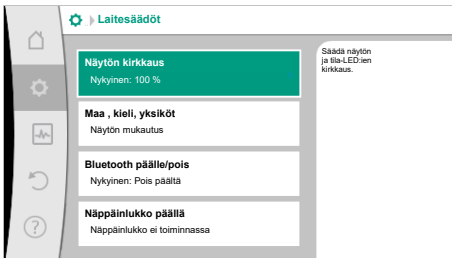 Laitesäädöt
Näytön kirkkaus
Nykyinen: 100 %
Maa , kieli, yksiköt
Näytön mukautus
Bluetooth päälle/pois
Nykyinen: Pois päältä
Näppäinlukko päällä
Näppäinlukko ei toiminnassa
Säädä näytön
ja tila-LED:ien
kirkkaus.